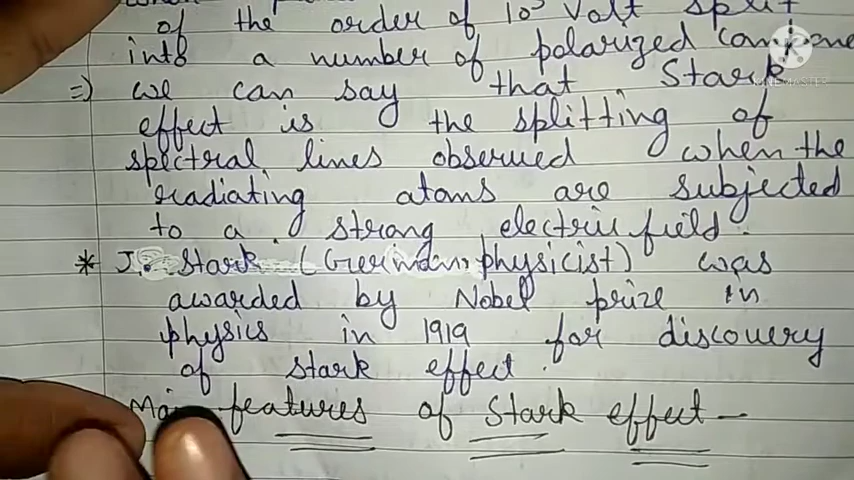 of the order of 10⁵ Volt split
into a number of polarized compone
=) we can say that Stark
effect is the splitting of
spectral lines observed when the
radiating atoms are subjected
to a strong electric field.
* J. Stark (German physicist) was
awarded by Nobel prize in
physics in 1919 for discovery
of stark effect.
features of Stark effect —
KINEMASTER